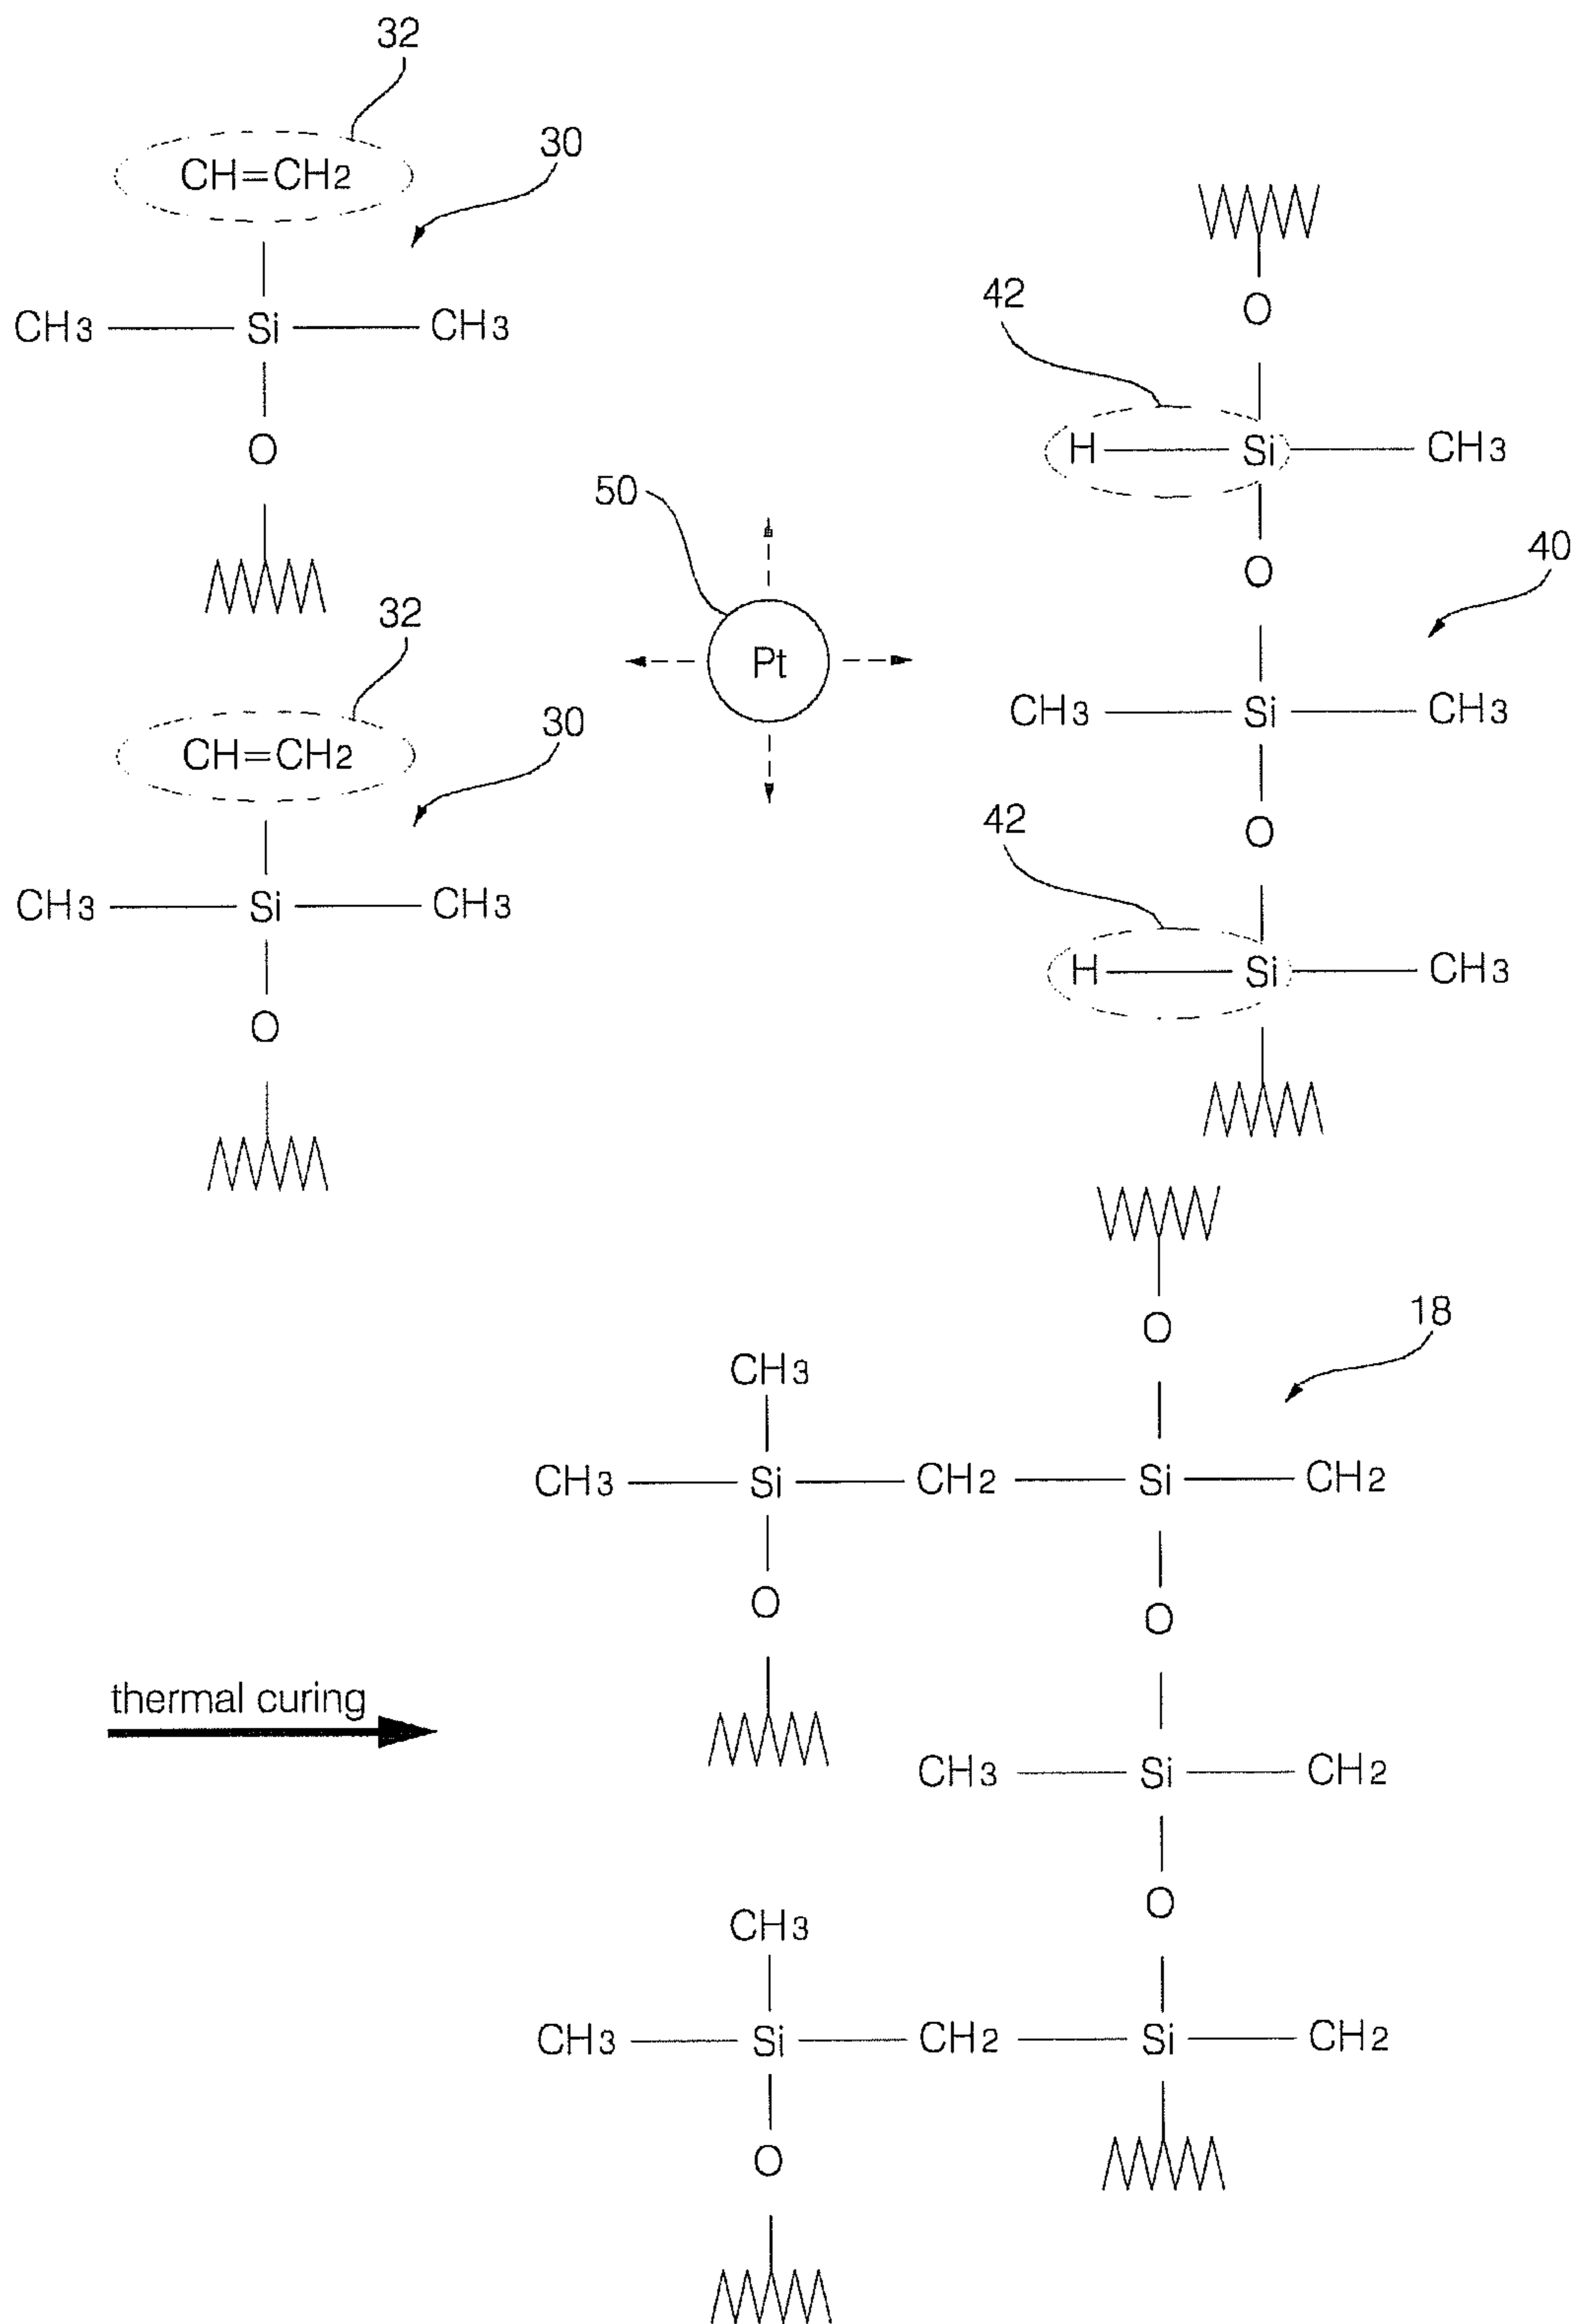 32
CH=CH2
30
CH3 Si CH3
O
32
CH=CH2
30
CH3 Si CH3
O
50
Pt
O
42
H Si CH3
O
40
CH3 Si CH3
O
42
H Si CH3
thermal curing
O
18
CH3
CH3 Si CH2 Si CH2
O
O
CH3 Si CH2
O
CH3
CH3 Si CH2 Si CH2
O